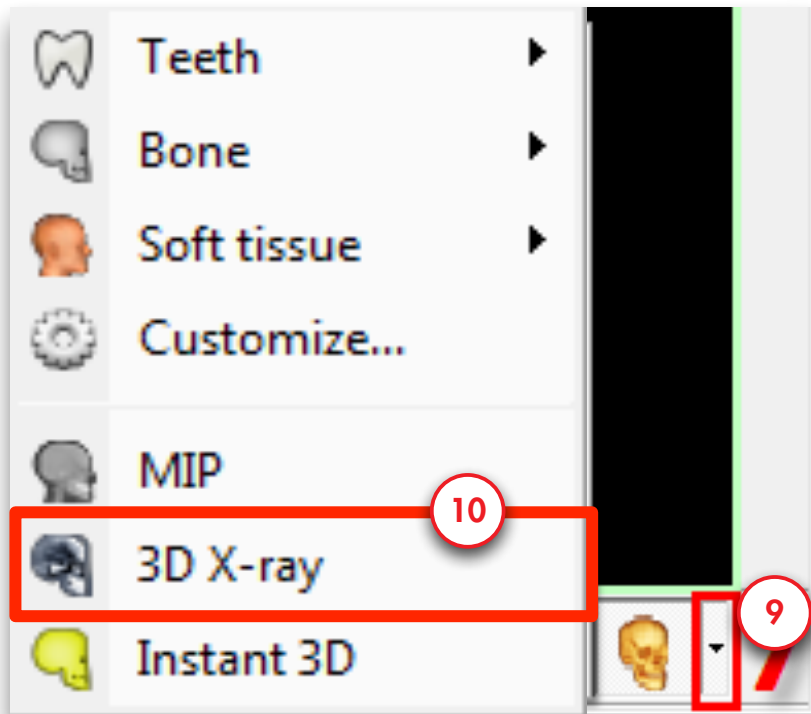 Teeth
Bone
Soft tissue
Customize...
MIP
10
3D X-ray
9
Instant 3D